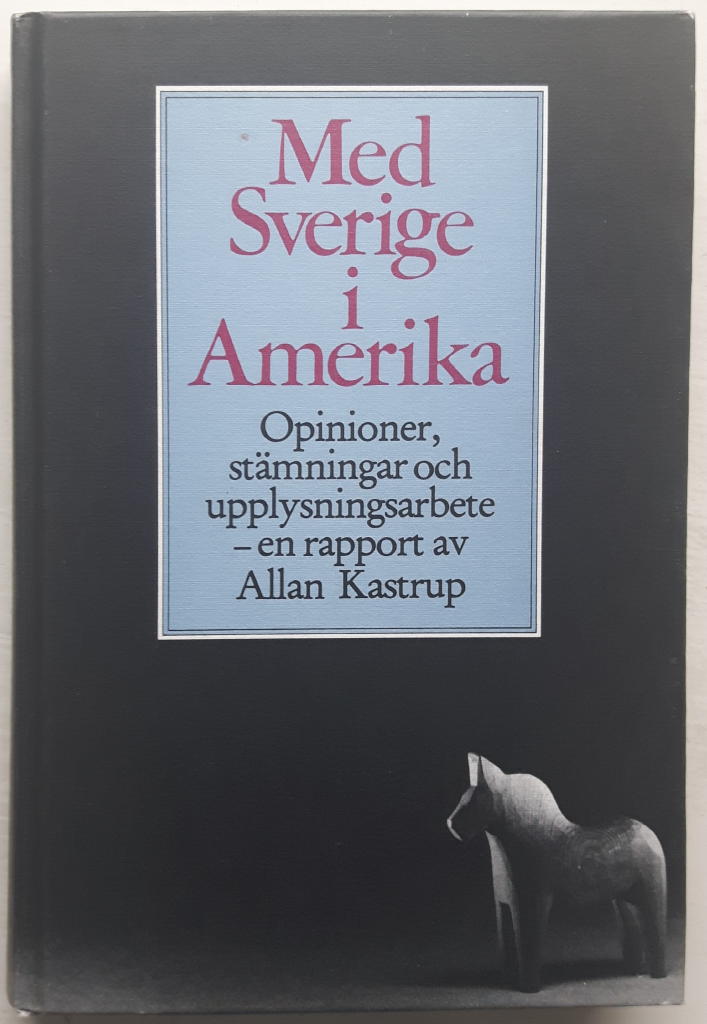 Med
Sverige
i
Amerika
Opinioner,
stämningar och
upplysningsarbete
– en rapport av
Allan Kastrup